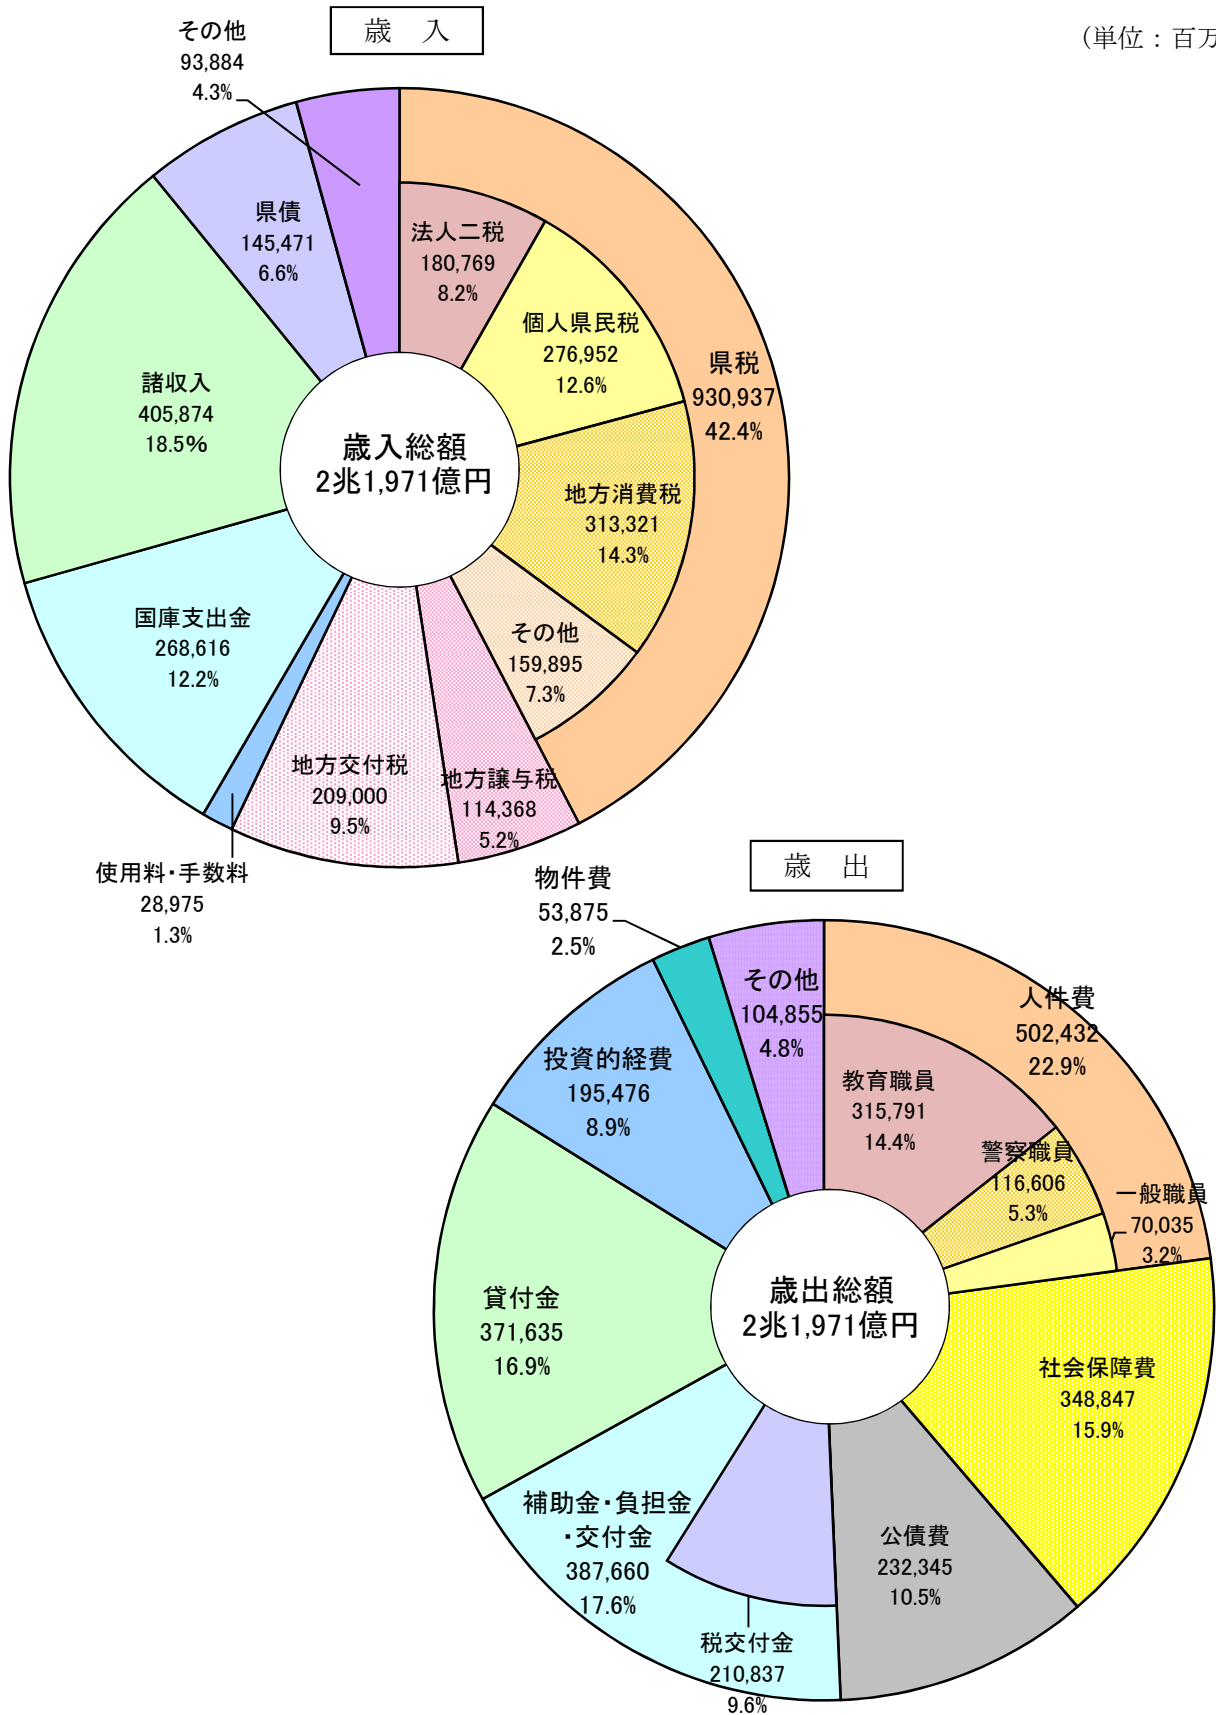 歳　入
（単位：百万
その他
93,884
4.3%
県債
145,471
6.6%
法人二税
180,769
8.2%
個人県民税
276,952
12.6%
県税
930,937
42.4%
諸収入
405,874
18.5%
歳入総額
2兆1,971億円
地方消費税
313,321
14.3%
国庫支出金
268,616
12.2%
その他
159,895
7.3%
地方交付税
209,000
9.5%
地方譲与税
114,368
5.2%
使用料・手数料
28,975
1.3%
歳　出
物件費
53,875
2.5%
その他
104,855
4.8%
人件費
502,432
22.9%
投資的経費
195,476
8.9%
教育職員
315,791
14.4%
警察職員
116,606
5.3%
一般職員
70,035
3.2%
歳出総額
2兆1,971億円
貸付金
371,635
16.9%
社会保障費
348,847
15.9%
補助金・負担金
・交付金
387,660
17.6%
公債費
232,345
10.5%
税交付金
210,837
9.6%